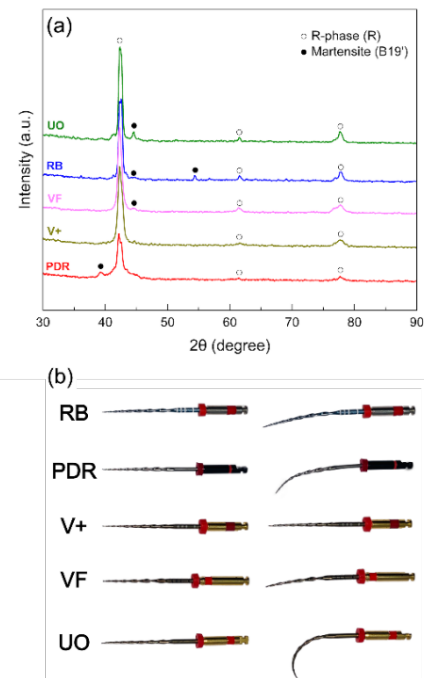 (a)
○ R-phase (R)
● Martensite (B19')
Intensity (a.u.)
UO
RB
VF
V+
PDR
30 40 50 60 70 80 90
2θ (degree)
(b)
RB
PDR
V+
VF
UO